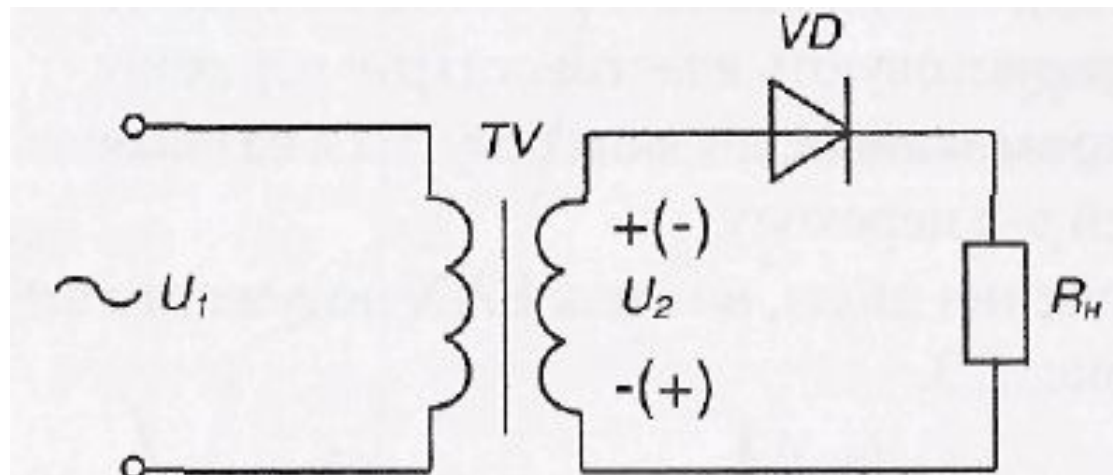 VD
TV
+(-)
U₁
U₂
Rн
-(+)